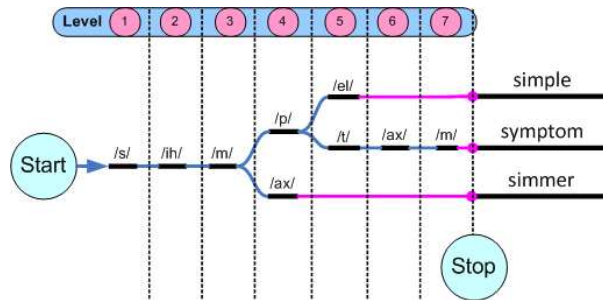 Level 1 2 3 4 5 6 7
/el/ simple
/p/
Start /s/ /ih/ /m/ /t/ /ax/ /m/ symptom
/ax/ simmer
Stop